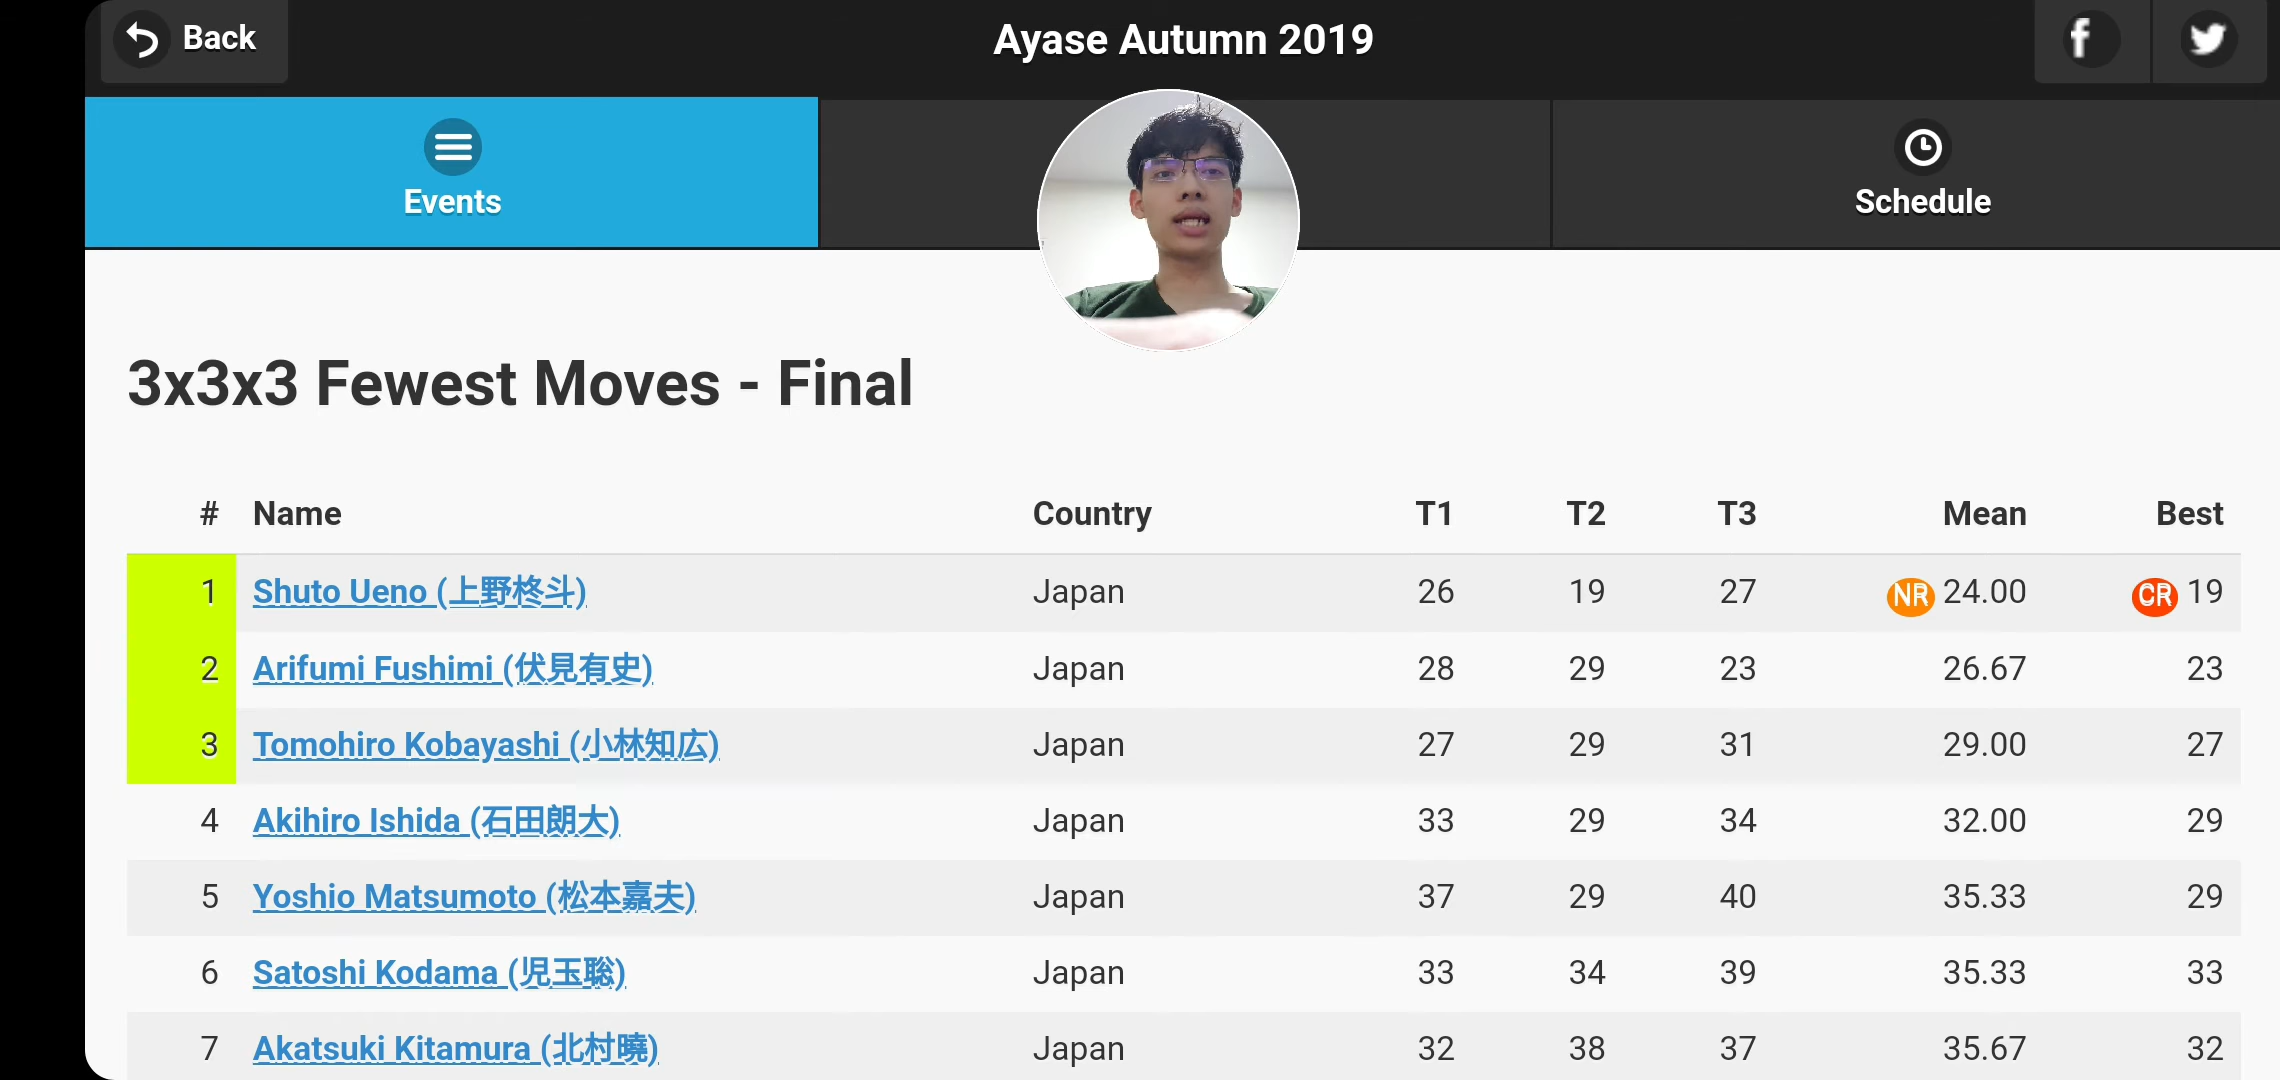 Back
Ayase Autumn 2019
Events
Schedule
3x3x3 Fewest Moves - Final
# Name Country T1 T2 T3 Mean Best
1 Shuto Ueno (上野柊斗) Japan 26 19 27 NR 24.00 CR 19
2 Arifumi Fushimi (伏見有史) Japan 28 29 23 26.67 23
3 Tomohiro Kobayashi (小林知広) Japan 27 29 31 29.00 27
4 Akihiro Ishida (石田朗大) Japan 33 29 34 32.00 29
5 Yoshio Matsumoto (松本嘉夫) Japan 37 29 40 35.33 29
6 Satoshi Kodama (児玉聡) Japan 33 34 39 35.33 33
7 Akatsuki Kitamura (北村曉) Japan 32 38 37 35.67 32